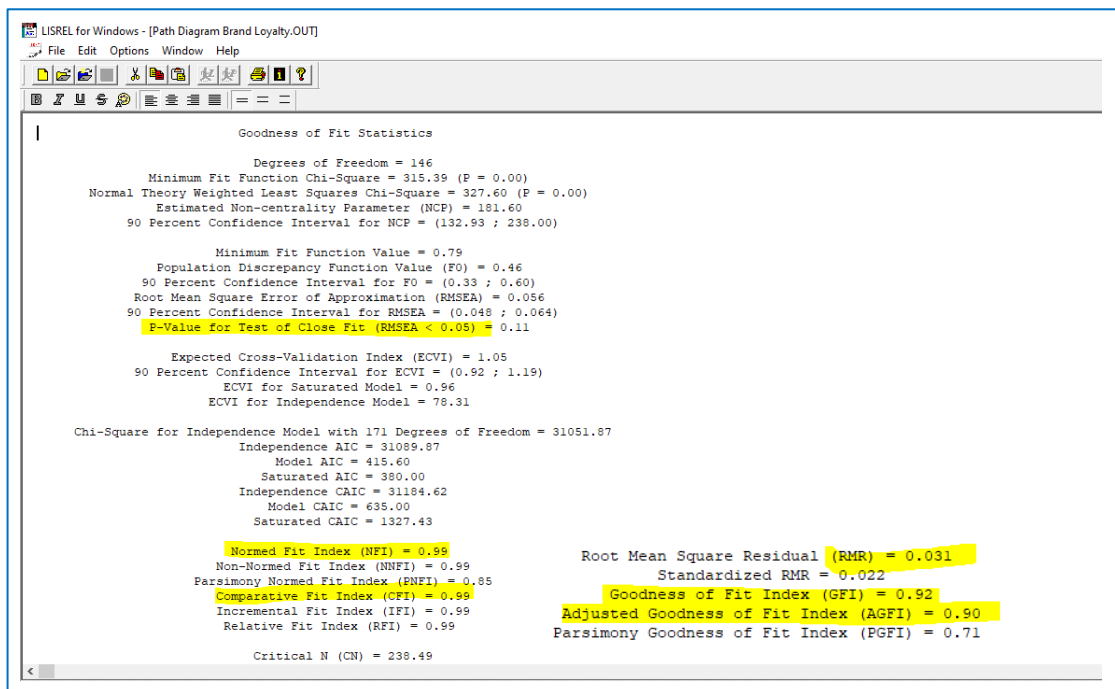 LISREL for Windows - [Path Diagram Brand Loyalty.OUT]
File Edit Options Window Help
B I U S
Goodness of Fit Statistics
Degrees of Freedom = 146
Minimum Fit Function Chi-Square = 315.39 (P = 0.00)
Normal Theory Weighted Least Squares Chi-Square = 327.60 (P = 0.00)
Estimated Non-centrality Parameter (NCP) = 181.60
90 Percent Confidence Interval for NCP = (132.93 ; 238.00)
Minimum Fit Function Value = 0.79
Population Discrepancy Function Value (F0) = 0.46
90 Percent Confidence Interval for F0 = (0.33 ; 0.60)
Root Mean Square Error of Approximation (RMSEA) = 0.056
90 Percent Confidence Interval for RMSEA = (0.048 ; 0.064)
P-Value for Test of Close Fit (RMSEA < 0.05) = 0.11
Expected Cross-Validation Index (ECVI) = 1.05
90 Percent Confidence Interval for ECVI = (0.92 ; 1.19)
ECVI for Saturated Model = 0.96
ECVI for Independence Model = 78.31
Chi-Square for Independence Model with 171 Degrees of Freedom = 31051.87
Independence AIC = 31089.87
Model AIC = 415.60
Saturated AIC = 380.00
Independence CAIC = 31184.62
Model CAIC = 635.00
Saturated CAIC = 1327.43
Normed Fit Index (NFI) = 0.99
Non-Normed Fit Index (NNFI) = 0.99
Parsimony Normed Fit Index (PNFI) = 0.85
Comparative Fit Index (CFI) = 0.99
Incremental Fit Index (IFI) = 0.99
Relative Fit Index (RFI) = 0.99
Critical N (CN) = 238.49
Root Mean Square Residual (RMR) = 0.031
Standardized RMR = 0.022
Goodness of Fit Index (GFI) = 0.92
Adjusted Goodness of Fit Index (AGFI) = 0.90
Parsimony Goodness of Fit Index (PGFI) = 0.71